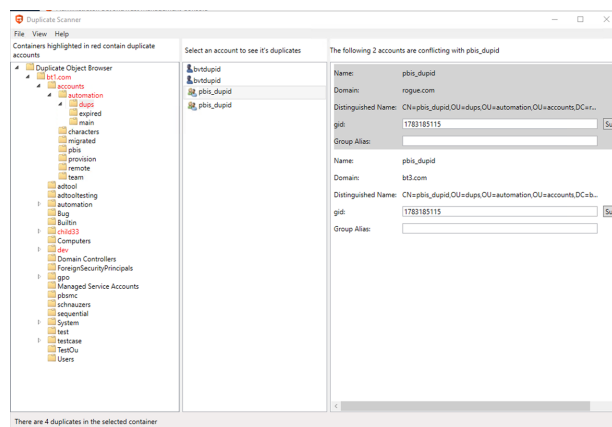 Duplicate Scanner
File View Help
Containers highlighted in red contain duplicate
accounts
Duplicate Object Browser
bt1.com
accounts
automation
dups
expired
main
characters
migrated
pbis
provision
remote
team
adtool
adtooltesting
automation
Bug
Builtin
child33
Computers
dev
Domain Controllers
ForeignSecurityPrincipals
gpo
Managed Service Accounts
pbsmc
schnauzers
sequential
System
test
testcase
TestOu
Users
Select an account to see it's duplicates
bvtdupid
bvtdupid
pbis_dupid
pbis_dupid
The following 2 accounts are conflicting with pbis_dupid
Name: pbis_dupid
Domain: rogue.com
Distinguished Name: CN=pbis_dupid,OU=dups,OU=automation,OU=accounts,DC=r...
gid: 1783185115 Su
Group Alias:
Name: pbis_dupid
Domain: bt3.com
Distinguished Name: CN=pbis_dupid,OU=dups,OU=automation,OU=accounts,DC=b...
gid: 1783185115 Su
Group Alias:
There are 4 duplicates in the selected container